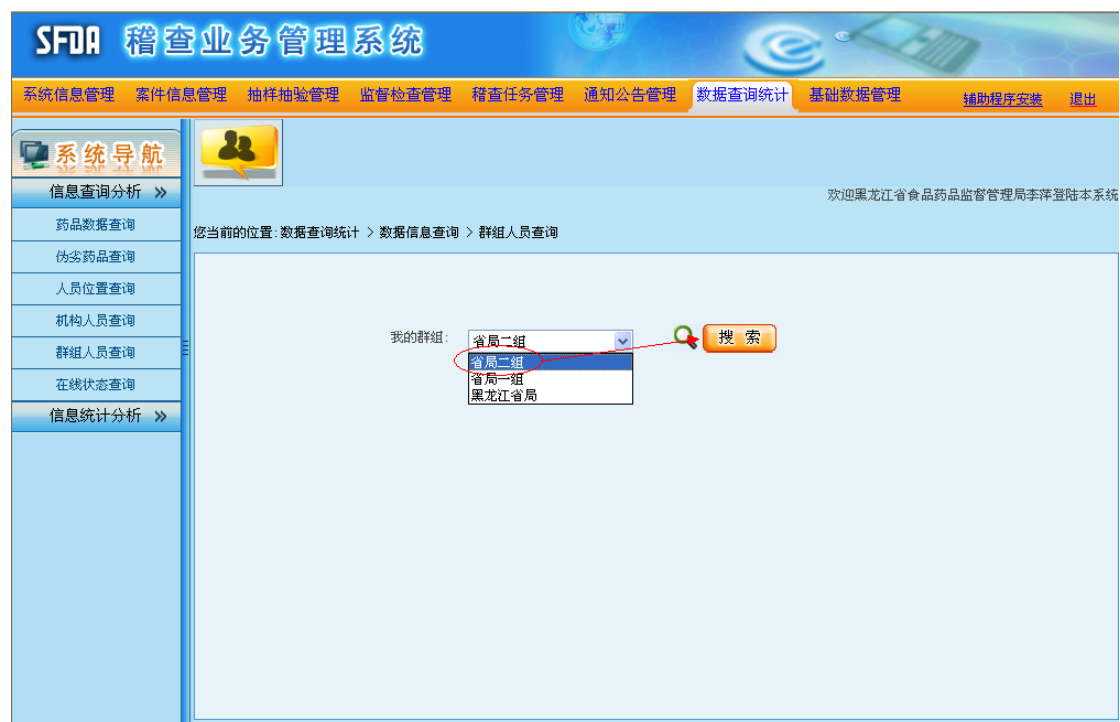 SFDA 稽查业务管理系统
系统信息管理 案件信息管理 抽样抽验管理 监督检查管理 稽查任务管理 通知公告管理 数据查询统计 基础数据管理 辅助程序安装 退出
系统导航
信息查询分析 »
药品数据查询
伪劣药品查询
人员位置查询
机构人员查询
群组人员查询
在线状态查询
信息统计分析 »
欢迎黑龙江省食品药品监督管理局李萍登陆本系统
您当前的位置:数据查询统计 > 数据信息查询 > 群组人员查询
我的群组: 省局二组 搜索
省局二组
省局一组
黑龙江省局